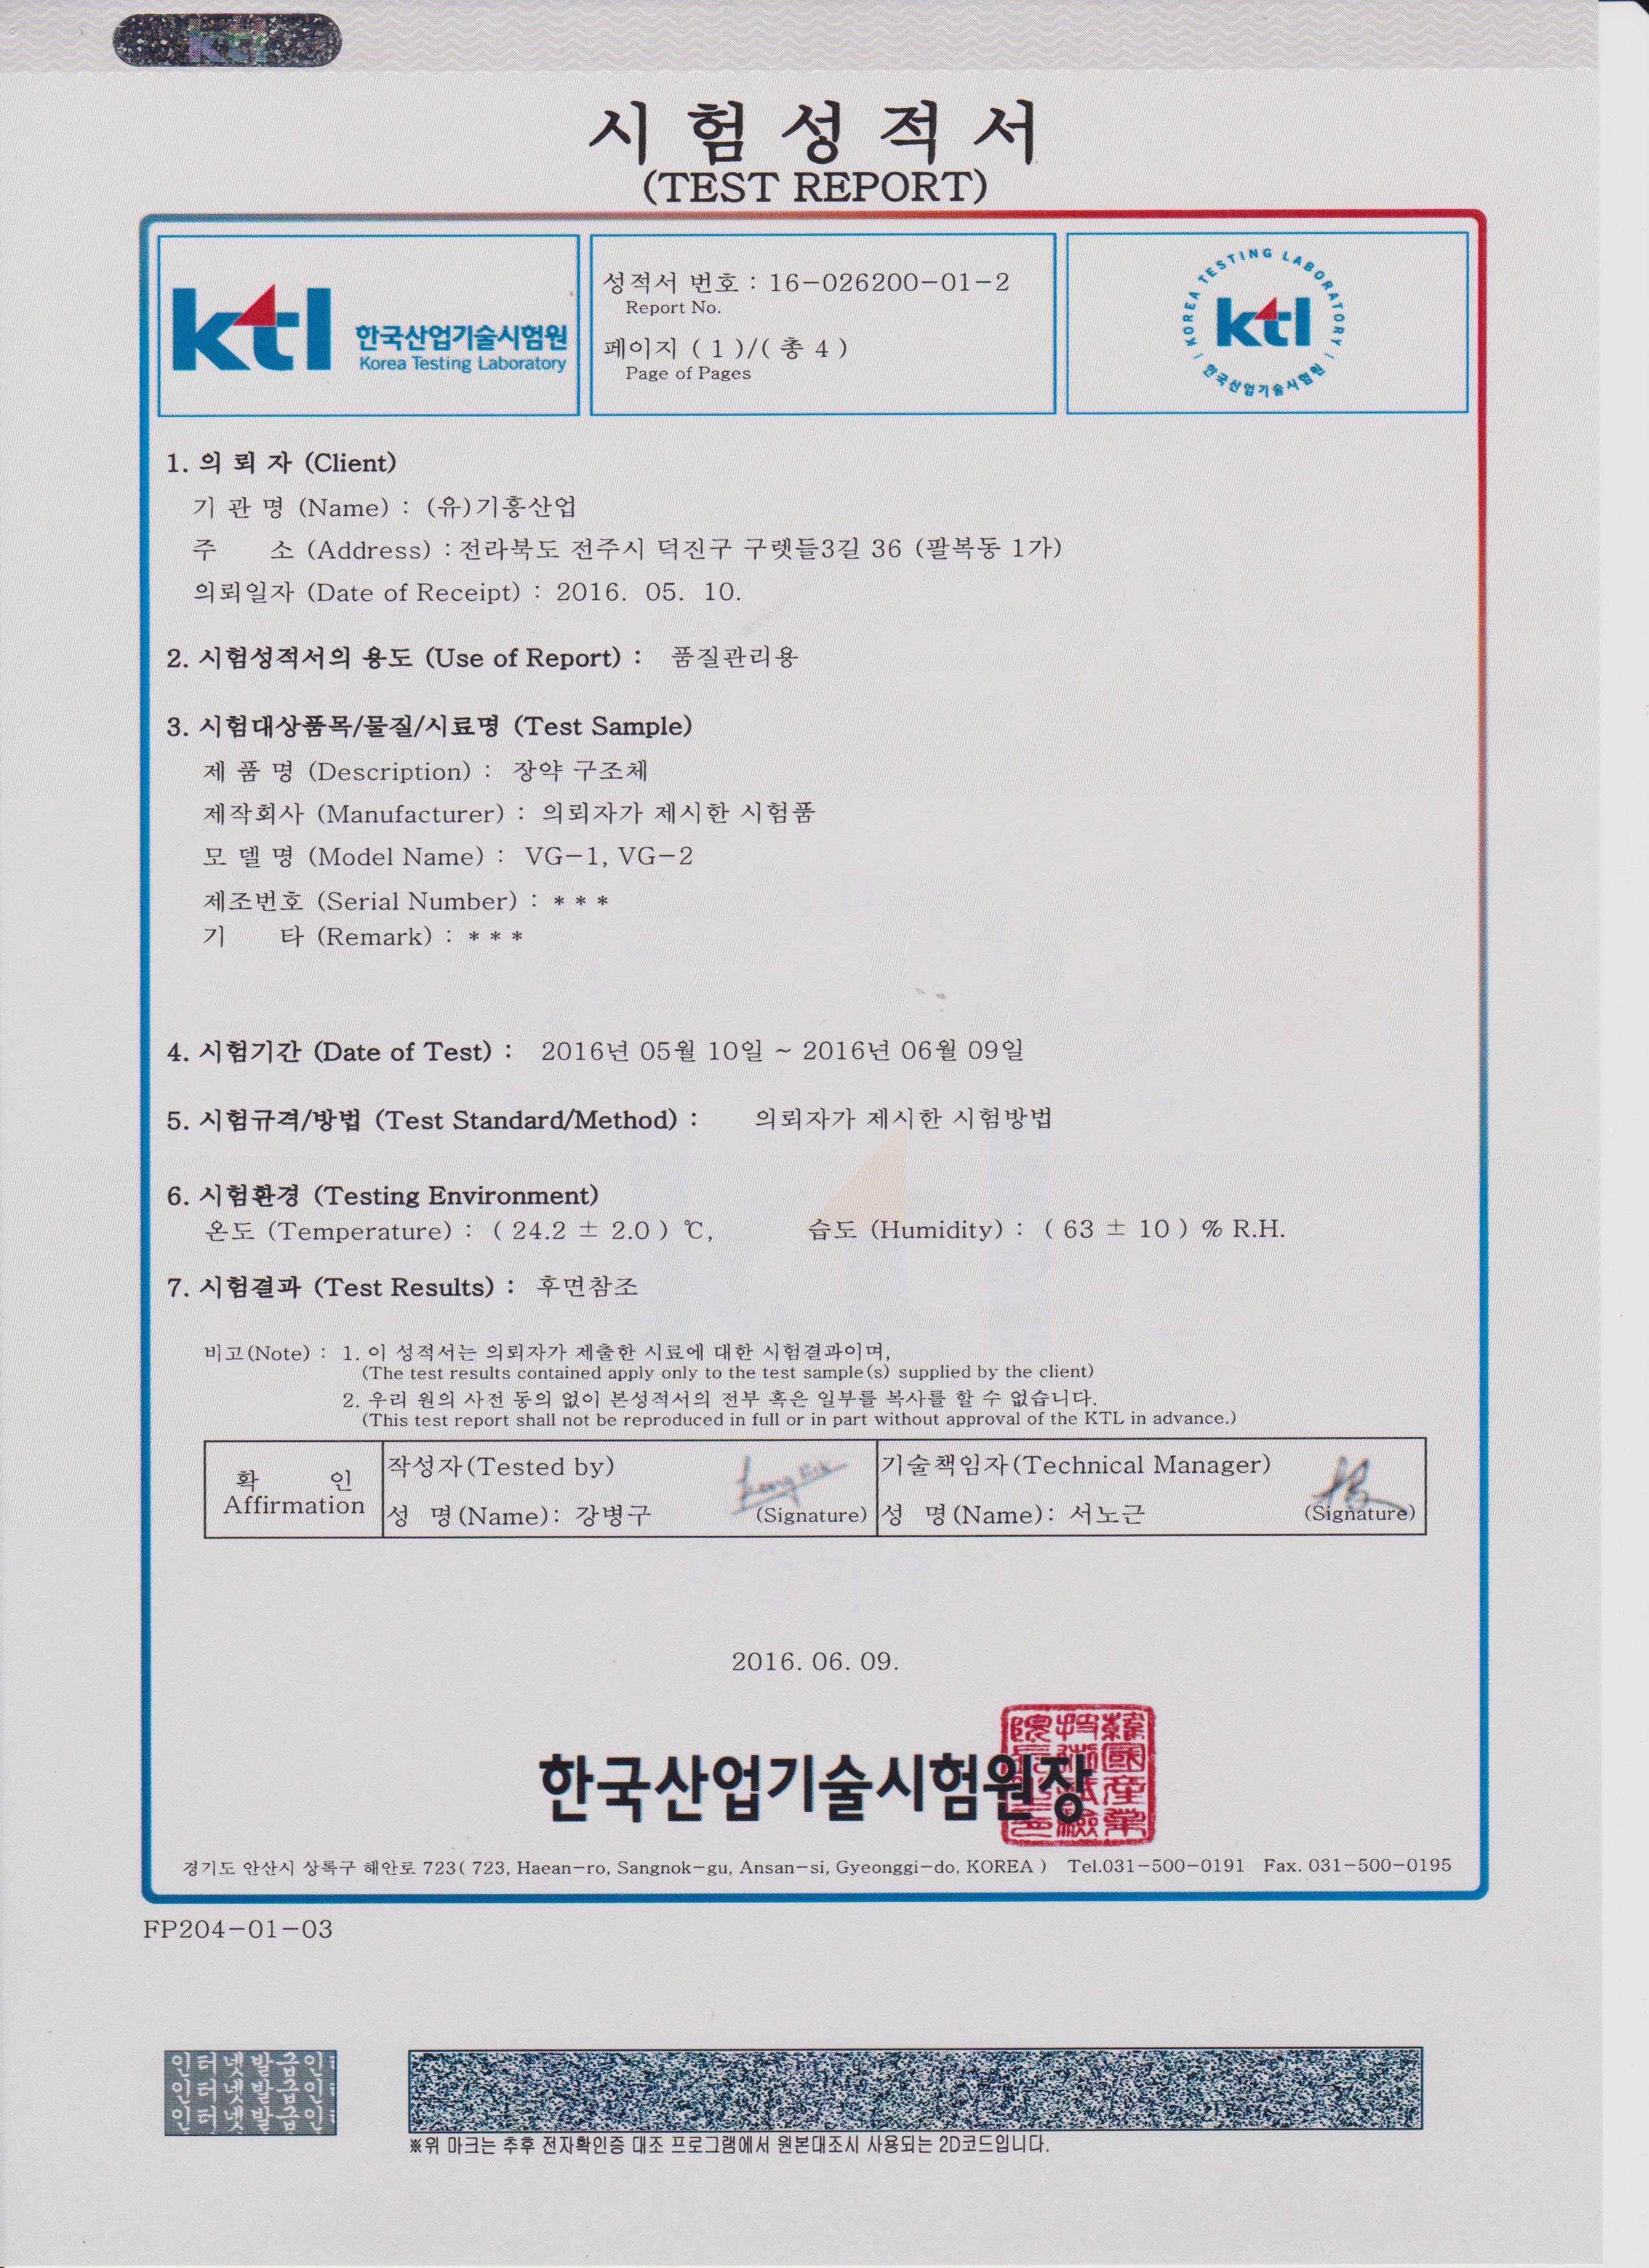 시 험 성 적 서
(TEST REPORT)
ktl 한국산업기술시험원
Korea Testing Laboratory
성적서 번호 : 16-026200-01-2
Report No.
페이지 ( 1 )/( 총 4 )
Page of Pages
KOREA TESTING LABORATORY
ktl
한국산업기술시험원
1. 의 뢰 자 (Client)
기 관 명 (Name) : (유)기흥산업
주 소 (Address) : 전라북도 전주시 덕진구 구렛들3길 36 (팔복동 1가)
의뢰일자 (Date of Receipt) : 2016. 05. 10.
2. 시험성적서의 용도 (Use of Report) : 품질관리용
3. 시험대상품목/물질/시료명 (Test Sample)
제 품 명 (Description) : 장약 구조체
제작회사 (Manufacturer) : 의뢰자가 제시한 시험품
모 델 명 (Model Name) : VG-1, VG-2
제조번호 (Serial Number) : * * *
기 타 (Remark) : * * *
4. 시험기간 (Date of Test) : 2016년 05월 10일 ~ 2016년 06월 09일
5. 시험규격/방법 (Test Standard/Method) : 의뢰자가 제시한 시험방법
6. 시험환경 (Testing Environment)
온도 (Temperature) : ( 24.2 ± 2.0 ) ℃, 습도 (Humidity) : ( 63 ± 10 ) % R.H.
7. 시험결과 (Test Results) : 후면참조
비고(Note) : 1. 이 성적서는 의뢰자가 제출한 시료에 대한 시험결과이며,
(The test results contained apply only to the test sample(s) supplied by the client)
2. 우리 원의 사전 동의 없이 본성적서의 전부 혹은 일부를 복사를 할 수 없습니다.
(This test report shall not be reproduced in full or in part without approval of the KTL in advance.)
확 인
Affirmation
작성자(Tested by)
성 명(Name): 강병구 (Signature)
기술책임자(Technical Manager)
성 명(Name): 서노근 (Signature)
2016. 06. 09.
한국산업기술시험원장
경기도 안산시 상록구 해안로 723( 723, Haean-ro, Sangnok-gu, Ansan-si, Gyeonggi-do, KOREA ) Tel.031-500-0191 Fax. 031-500-0195
FP204-01-03
인터넷발급인
인터넷발급인
인터넷발급인
※위 마크는 추후 전자확인증 대조 프로그램에서 원본대조시 사용되는 2D코드입니다.